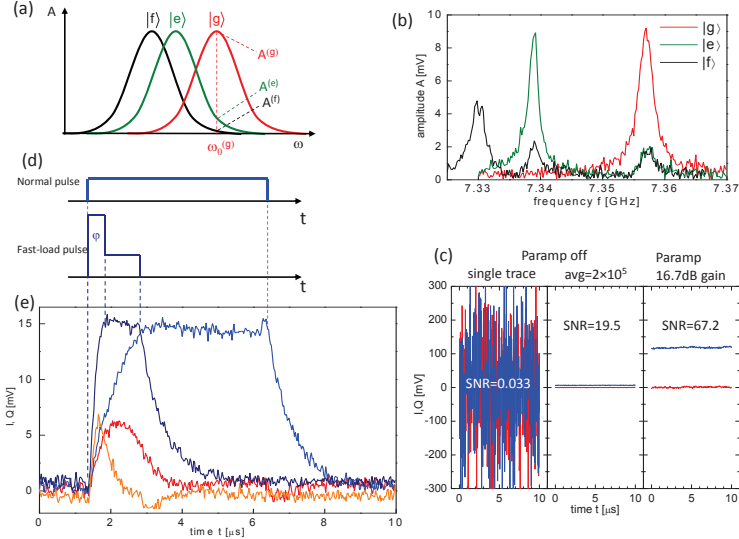 (a)
A
|f⟩ |e⟩ |g⟩
A(g)
A(e)
A(f)
ω
ω0(g)
(b)
|g⟩
|e⟩
|f⟩
amplitude A [mV]
10
8
6
4
2
0
7.33 7.34 7.35 7.36 7.37
frequency f [GHz]
(d)
Normal pulse
t
φ
Fast-load pulse
t
(c)
Paramp off
single trace
avg=2×10⁵
Paramp
16.7dB gain
I,Q [mV]
300
200
100
0
-100
-200
-300
SNR=0.033
SNR=19.5
SNR=67.2
0 5 10 0 5 10 0 5 10
time t [μs]
(e)
I, Q [mV]
15
10
5
0
0 2 4 6 8 10
time t [μs]